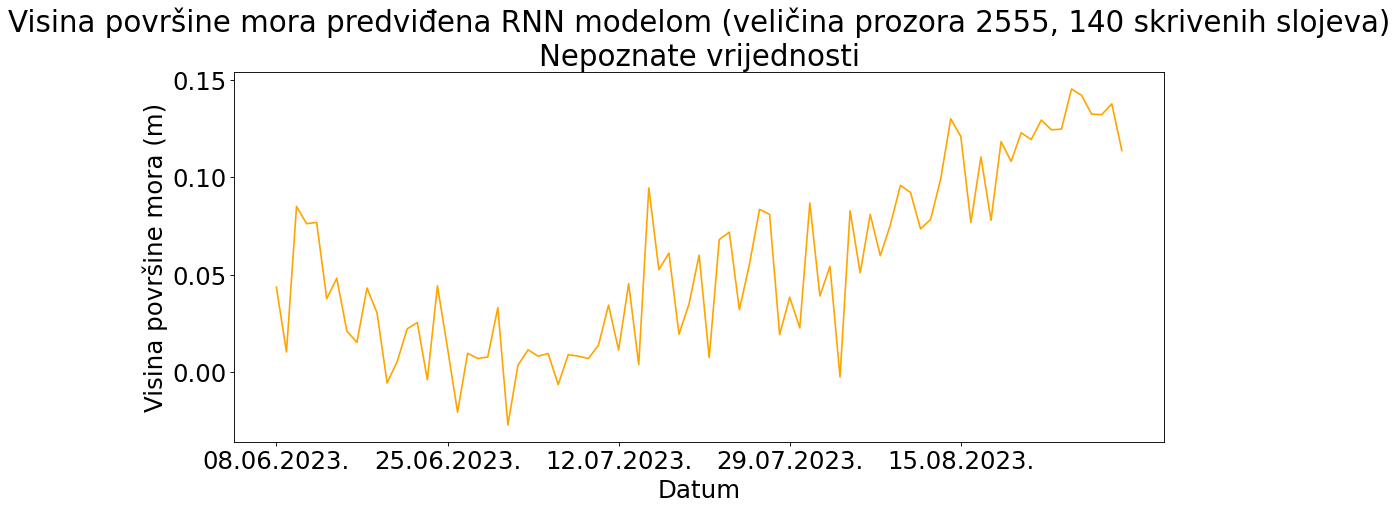 Visina površine mora predviđena RNN modelom (veličina prozora 2555, 140 skrivenih slojeva)
Nepoznate vrijednosti
Visina površine mora (m)
0.15
0.10
0.05
0.00
08.06.2023. 25.06.2023. 12.07.2023. 29.07.2023. 15.08.2023.
Datum